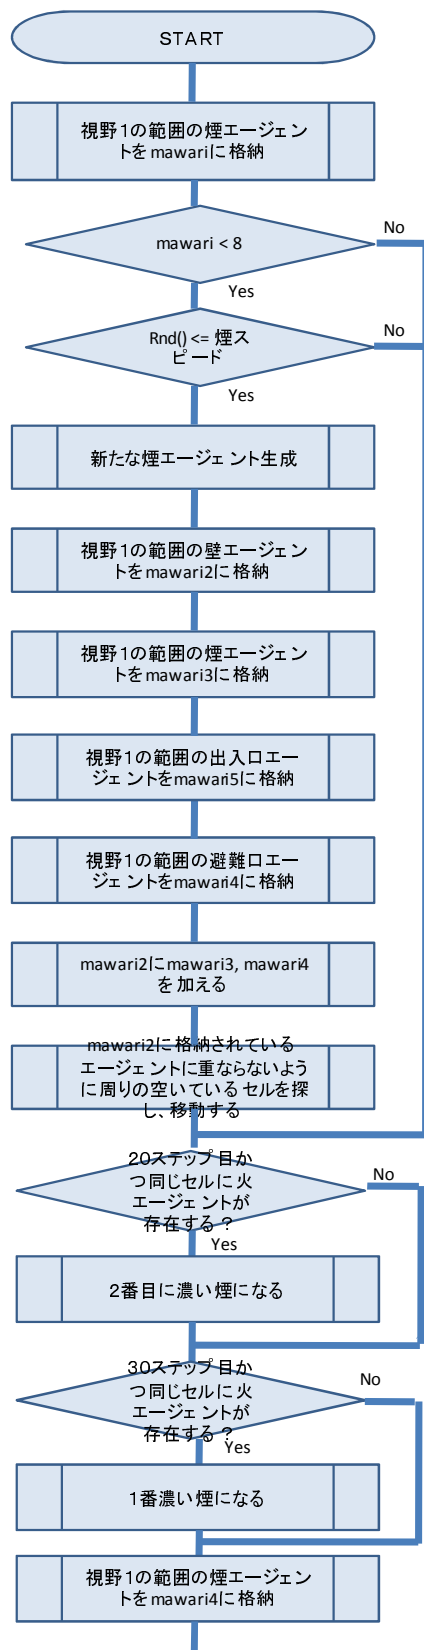 START
視野1の範囲の煙エージェン
トをmawariに格納
mawari < 8
No
Yes
Rnd() <= 煙ス
ピード
No
Yes
新たな煙エージェント生成
視野1の範囲の壁エージェン
トをmawari2に格納
視野1の範囲の煙エージェン
トをmawari3に格納
視野1の範囲の出入口エー
ジェントをmawari5に格納
視野1の範囲の避難口エー
ジェントをmawari4に格納
mawari2にmawari3, mawari4
を加える
mawari2に格納されている
エージェントに重ならないよう
に周りの空いているセルを探
し、移動する
20ステップ目か
つ同じセルに火
エージェントが
存在する?
No
Yes
2番目に濃い煙になる
30ステップ目か
つ同じセルに火
エージェントが
存在する?
No
Yes
1番濃い煙になる
視野1の範囲の煙エージェン
トをmawari4に格納